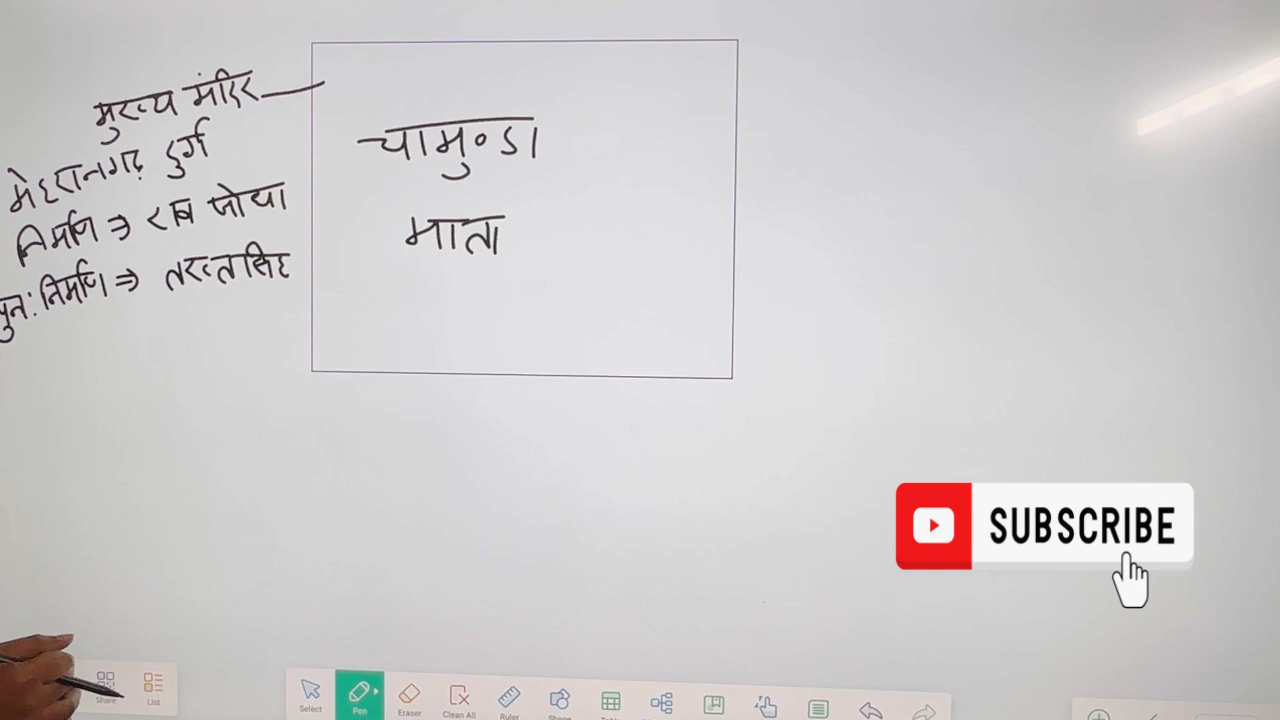 मुख्य मंदिर
मेहरानगढ़ दुर्ग
निर्माण ⇒ राव जोधा
पुन: निर्माण ⇒ तख्तसिंह
चामुण्डा
माता
SUBSCRIBE
Share
List
Select
Pen
Eraser
Clean All
Ruler